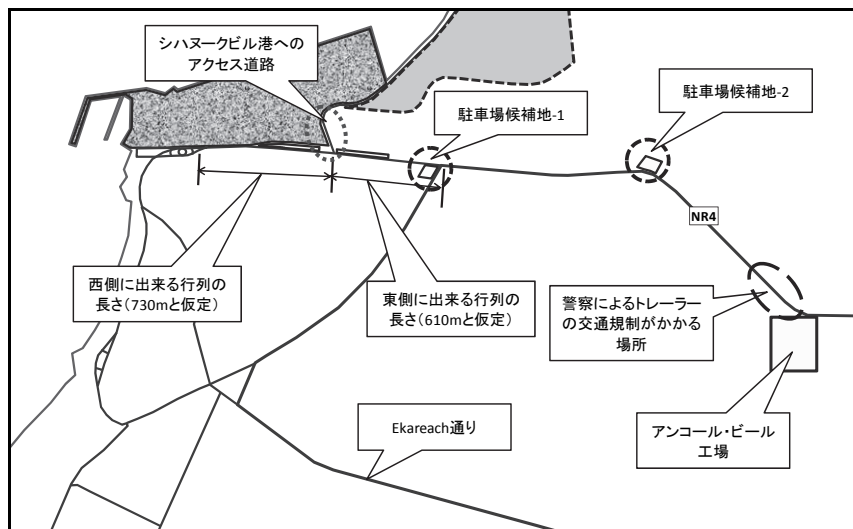 シハヌークビル港への
アクセス道路
駐車場候補地-1
駐車場候補地-2
NR4
西側に出来る行列の
長さ(730mと仮定)
東側に出来る行列の
長さ(610mと仮定)
警察によるトレーラー
の交通規制がかかる
場所
Ekareach通り
アンコール・ビール
工場